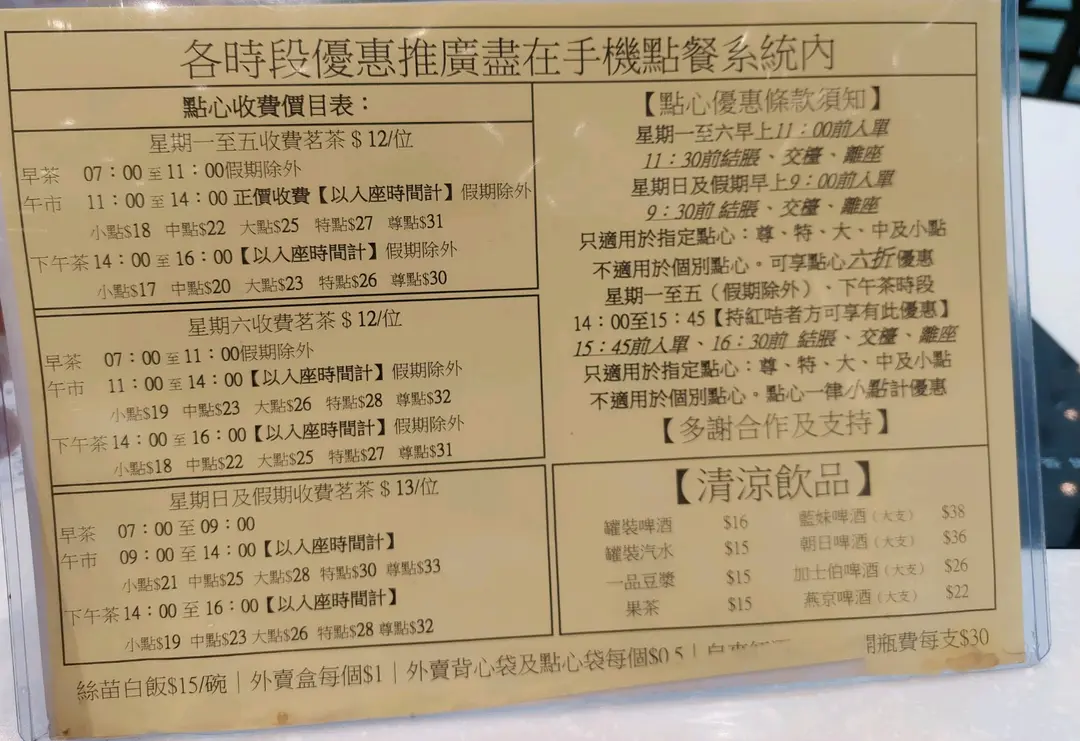 各時段優惠推廣盡在手機點餐系統內
點心收費價目表：
星期一至五收費茗茶＄12/位
早茶 07：00 至 11：00假期除外
午市 11：00 至 14：00 正價收費【以入座時間計】假期除外
小點$18 中點$22 大點$25 特點$27 尊點$31
下午茶 14：00 至 16：00【以入座時間計】假期除外
小點$17 中點$20 大點$23 特點$26 尊點$30
星期六收費茗茶＄12/位
早茶 07：00 至 11：00假期除外
午市 11：00 至 14：00【以入座時間計】假期除外
小點$19 中點$23 大點$26 特點$28 尊點$32
下午茶 14：00 至 16：00【以入座時間計】假期除外
小點$18 中點$22 大點$25 特點$27 尊點$31
星期日及假期收費茗茶＄13/位
早茶 07：00 至 09：00
午市 09：00 至 14：00【以入座時間計】
小點$21 中點$25 大點$28 特點$30 尊點$33
下午茶 14：00 至 16：00【以入座時間計】
小點$19 中點$23 大點$26 特點$28 尊點$32
【點心優惠條款須知】
星期一至六早上11：00前入單
11：30前結賬、交檯、離座
星期日及假期早上9：00前入單
9：30前 結賬、交檯、離座
只適用於指定點心：尊、特、大、中及小點
不適用於個別點心。可享點心六折優惠
星期一至五（假期除外）、下午茶時段
14：00至15：45【持紅咭者方可享有此優惠】
15：45前入單、16：30前 結賬、交檯、離座
只適用於指定點心：尊、特、大、中及小點
不適用於個別點心。點心一律小點計優惠
【多謝合作及支持】
【清涼飲品】
罐裝啤酒 $16 藍妹啤酒（大支） $38
罐裝汽水 $15 朝日啤酒（大支） $36
一品豆漿 $15 加士伯啤酒（大支） $26
果茶 $15 燕京啤酒（大支） $22
絲苗白飯$15/碗｜外賣盒每個$1｜外賣背心袋及點心袋每個$0.5｜自來 瓶費每支$30